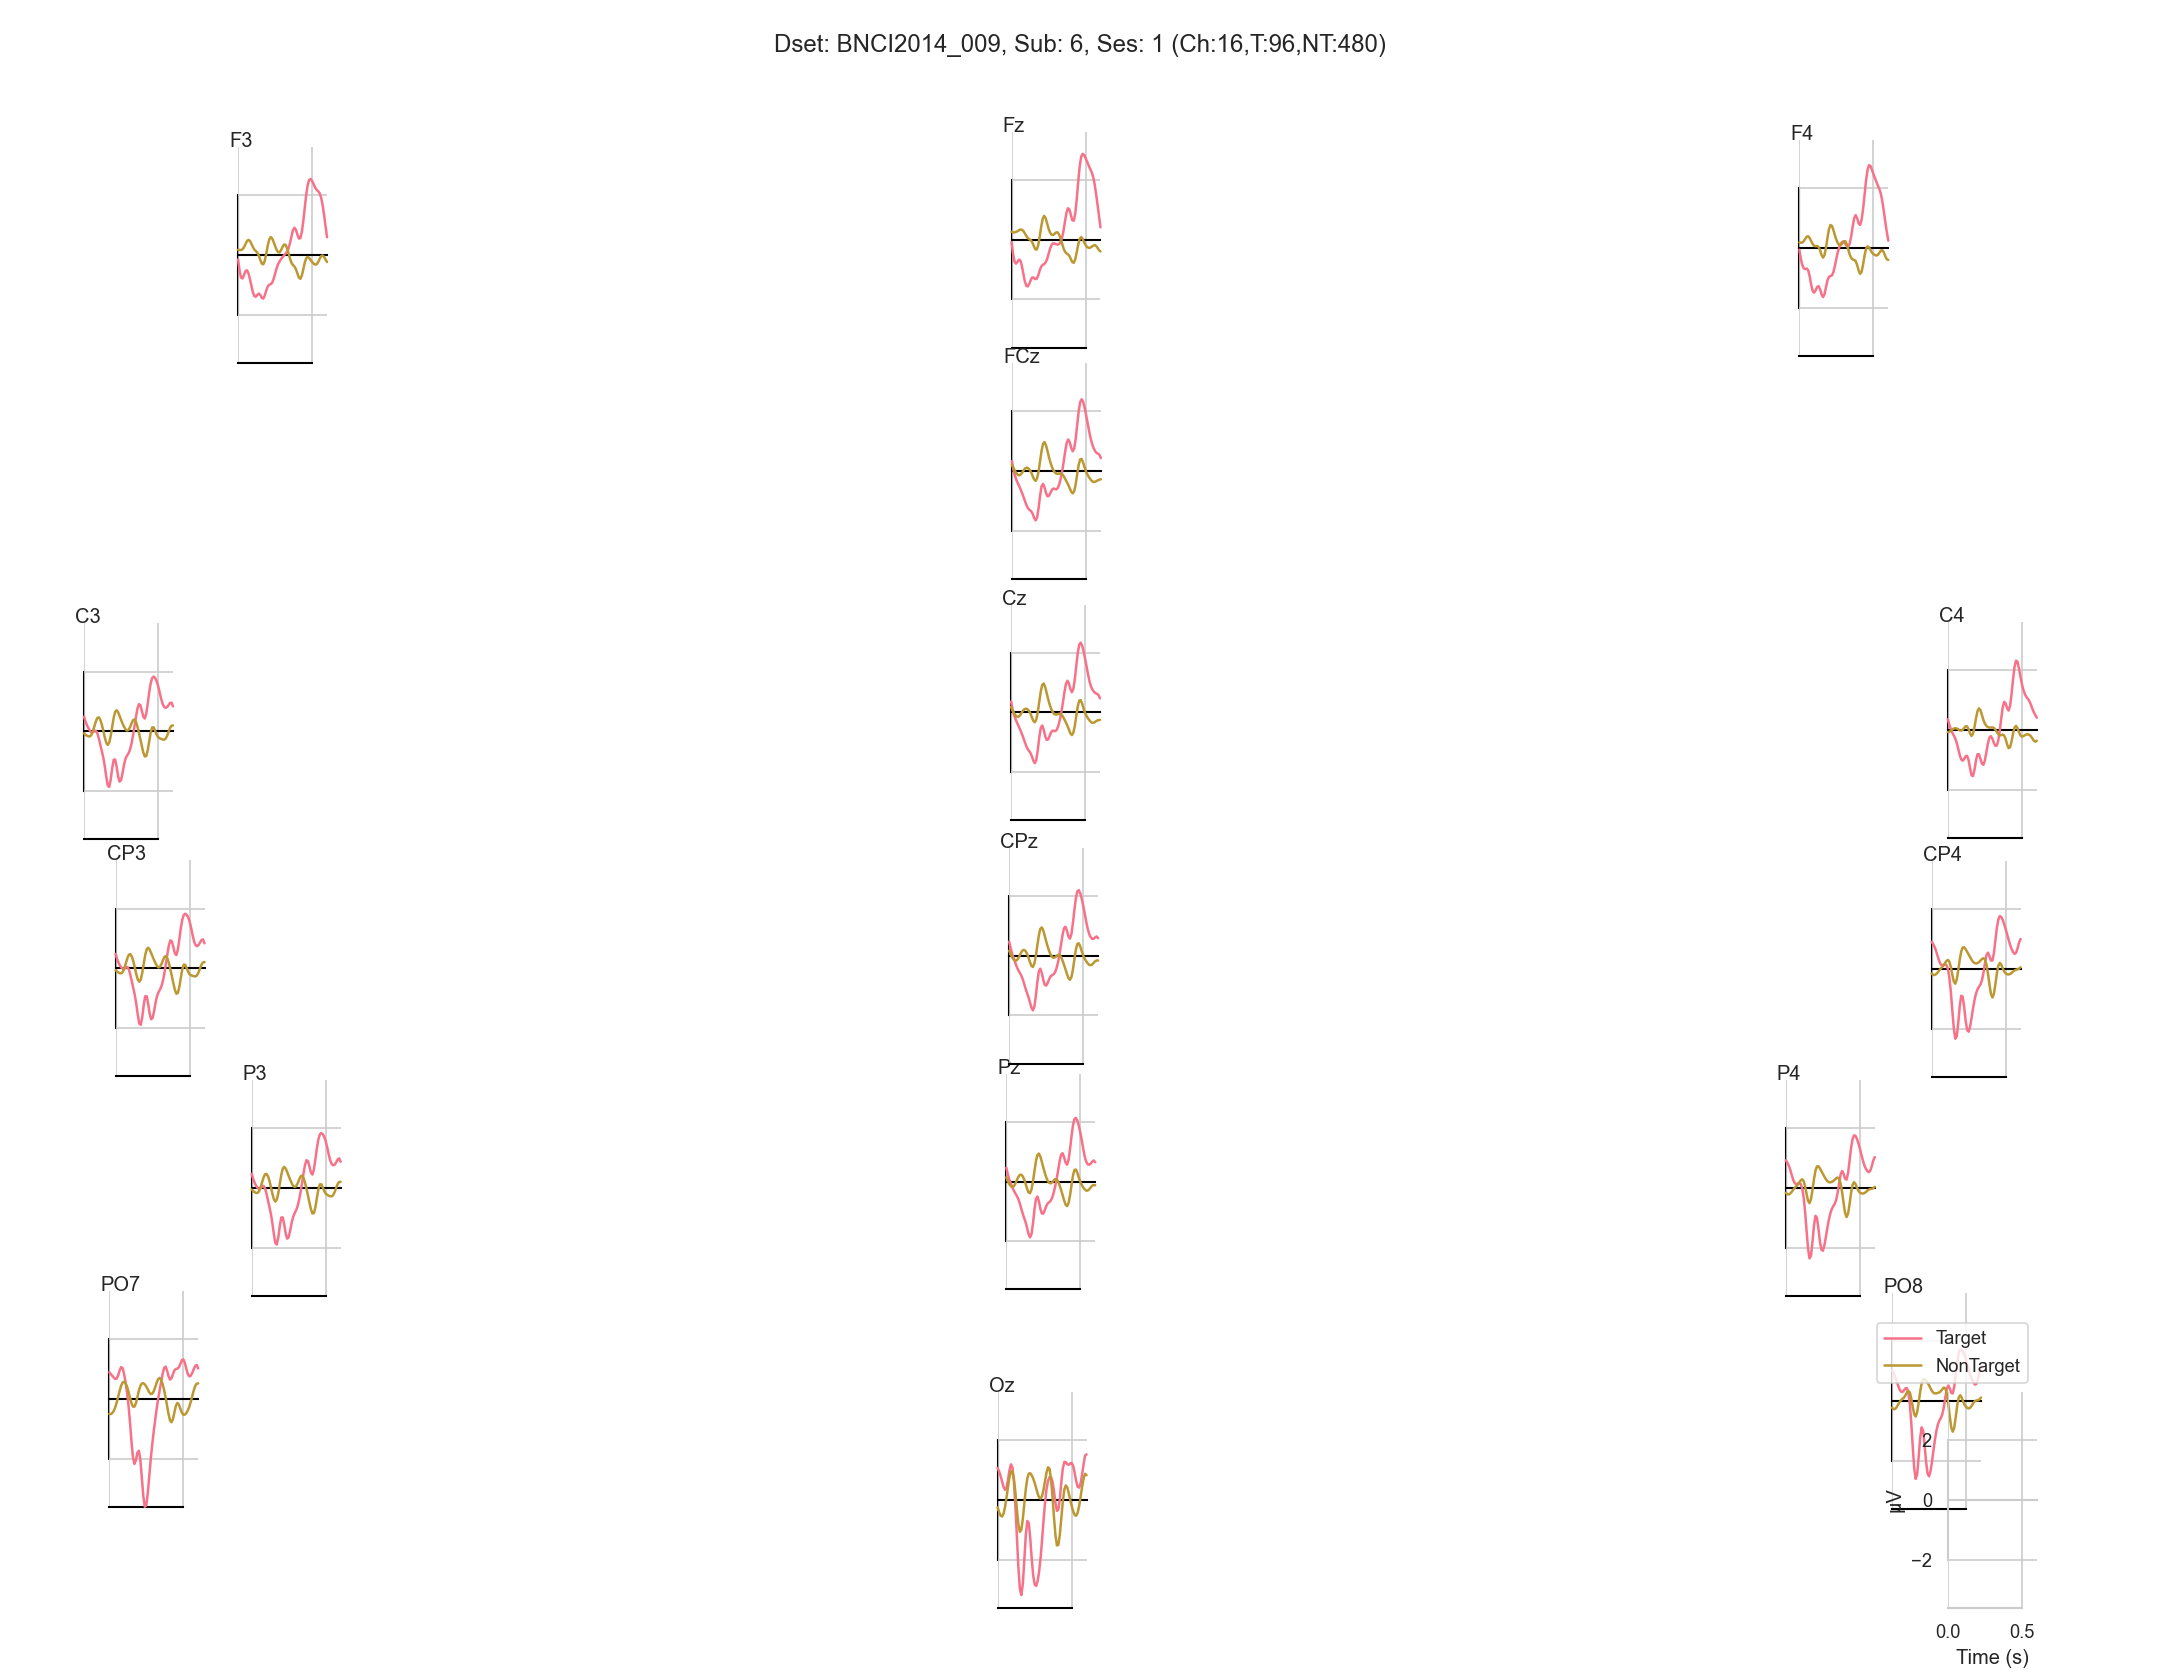 Dset: BNCI2014_009, Sub: 6, Ses: 1 (Ch:16,T:96,NT:480)
F3
Fz
F4
FCz
C3
Cz
C4
CP3
CPz
CP4
P3
Pz
P4
PO7
PO8
Target
NonTarget
Oz
2
0
−2
µV
0.0 0.5
Time (s)